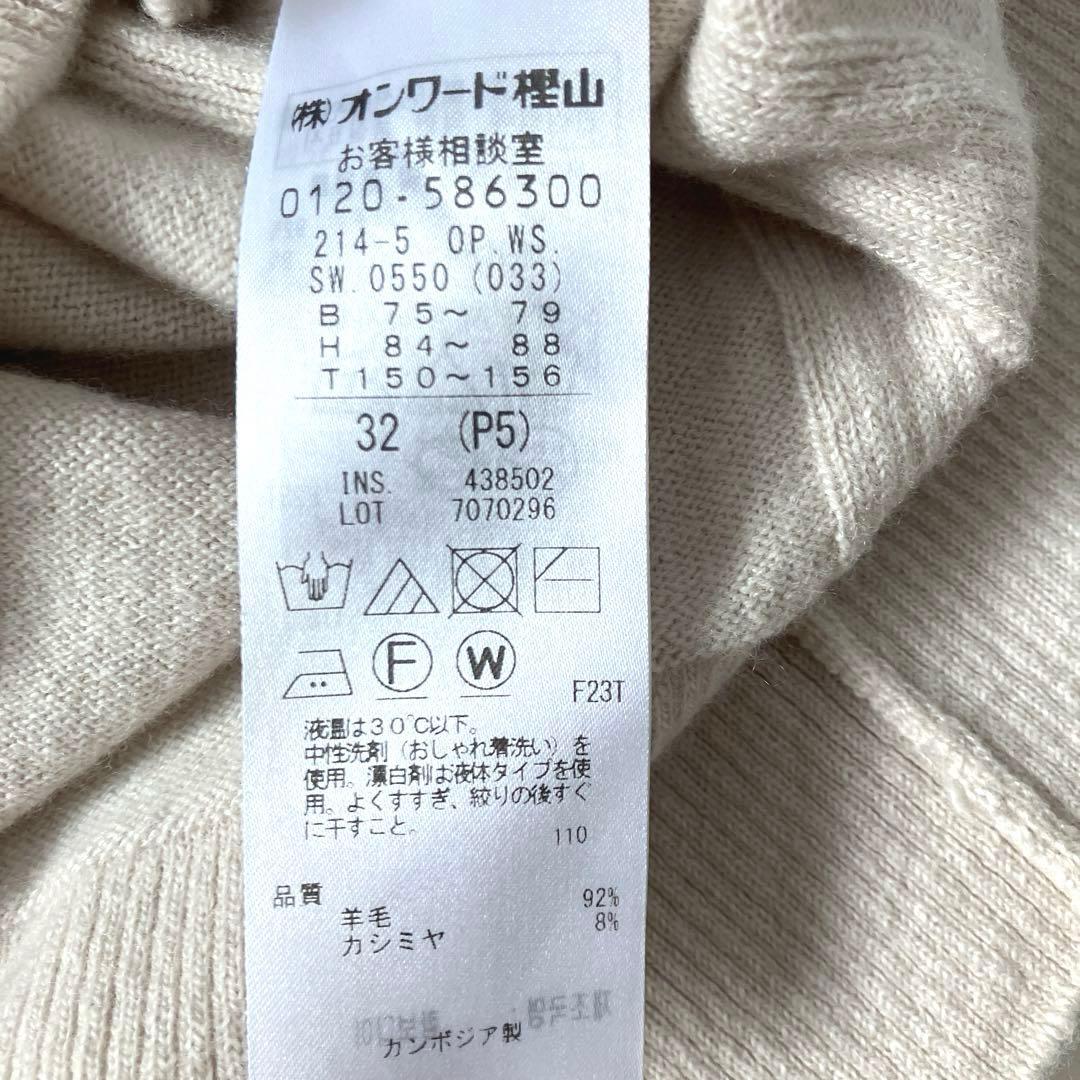 (株)オンワード樫山
お客様相談室
0120-586300
214-5 OP.WS.
SW.0550 (033)
B 75～ 79
H 84～ 88
T150～156
32 (P5)
INS. 438502
LOT 7070296
F W
F23T
液温は30℃以下。
中性洗剤（おしゃれ着洗い）を
使用。漂白剤は液体タイプを使
用。よくすすぎ、絞りの後すぐ
に干すこと。
110
品質
羊毛 92%
カシミヤ 8%
カンボジア製